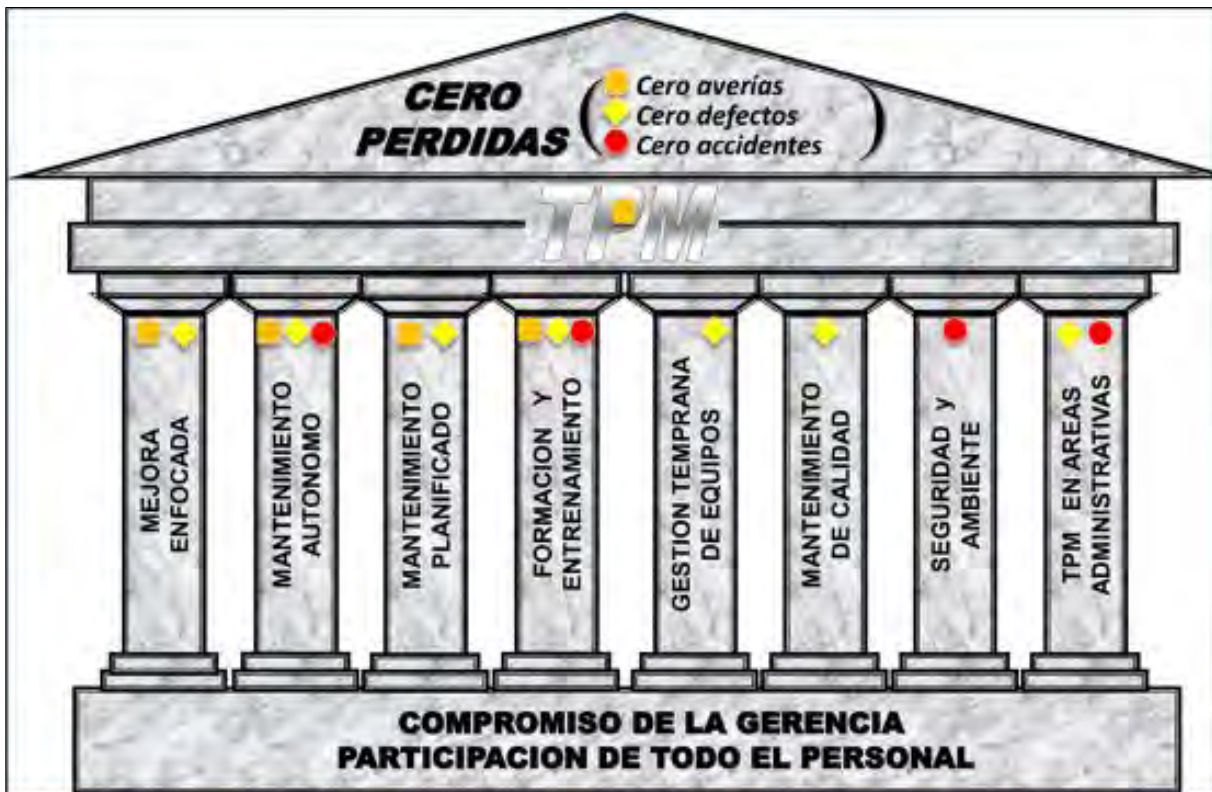 CERO
PERDIDAS
Cero averías
Cero defectos
Cero accidentes
TPM
MEJORA
ENFOCADA
MANTENIMIENTO
AUTONOMO
MANTENIMIENTO
PLANIFICADO
FORMACION Y
ENTRENAMIENTO
GESTION TEMPRANA
DE EQUIPOS
MANTENIMIENTO
DE CALIDAD
SEGURIDAD y
AMBIENTE
TPM EN AREAS
ADMINISTRATIVAS
COMPROMISO DE LA GERENCIA
PARTICIPACION DE TODO EL PERSONAL